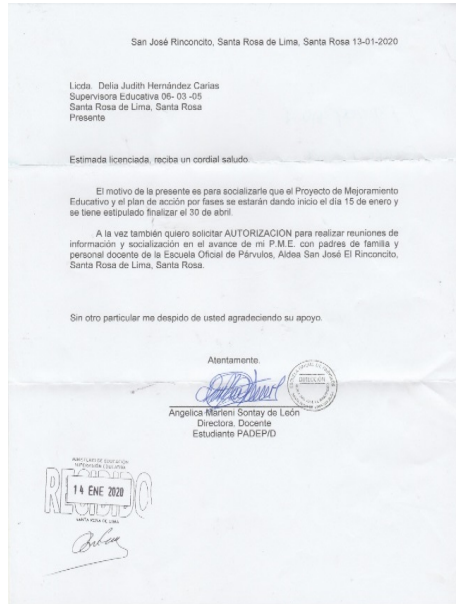 San José Rinconcito, Santa Rosa de Lima, Santa Rosa 13-01-2020
Licda. Delia Judith Hernández Carias
Supervisora Educativa 06- 03 -05
Santa Rosa de Lima, Santa Rosa
Presente
Estimada licenciada, reciba un cordial saludo.
El motivo de la presente es para socializarle que el Proyecto de Mejoramiento
Educativo y el plan de acción por fases se estarán dando inicio el día 15 de enero y
se tiene estipulado finalizar el 30 de abril.
A la vez también quiero solicitar AUTORIZACION para realizar reuniones de
información y socialización en el avance de mi P.M.E. con padres de familia y
personal docente de la Escuela Oficial de Párvulos, Aldea San José El Rinconcito,
Santa Rosa de Lima, Santa Rosa.
Sin otro particular me despido de usted agradeciendo su apoyo.
Atentamente.
DIRECCIÓN
Angelica Marleni Sontay de León
Directora. Docente
Estudiante PADEP/D
MINISTERIO DE EDUCACIÓN
SUPERVISIÓN EDUCATIVA
RECIBIDO
14 ENE 2020
SANTA ROSA DE LIMA